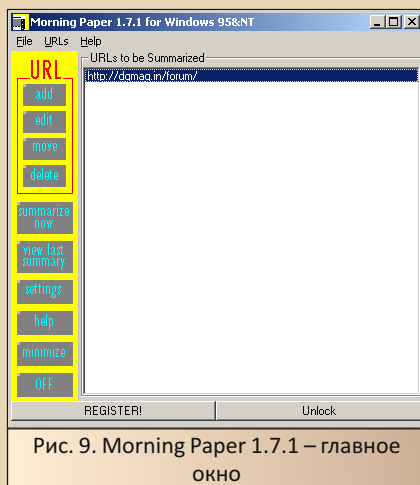 Morning Paper 1.7.1 for Windows 95&NT
File URLs Help
URL
add
edit
move
delete
summarize
now
view last
summary
settings
help
minimize
OFF
URLs to be Summarized
http://dgmag.in/forum/
REGISTER!
Unlock
Рис. 9. Morning Paper 1.7.1 – главное
окно